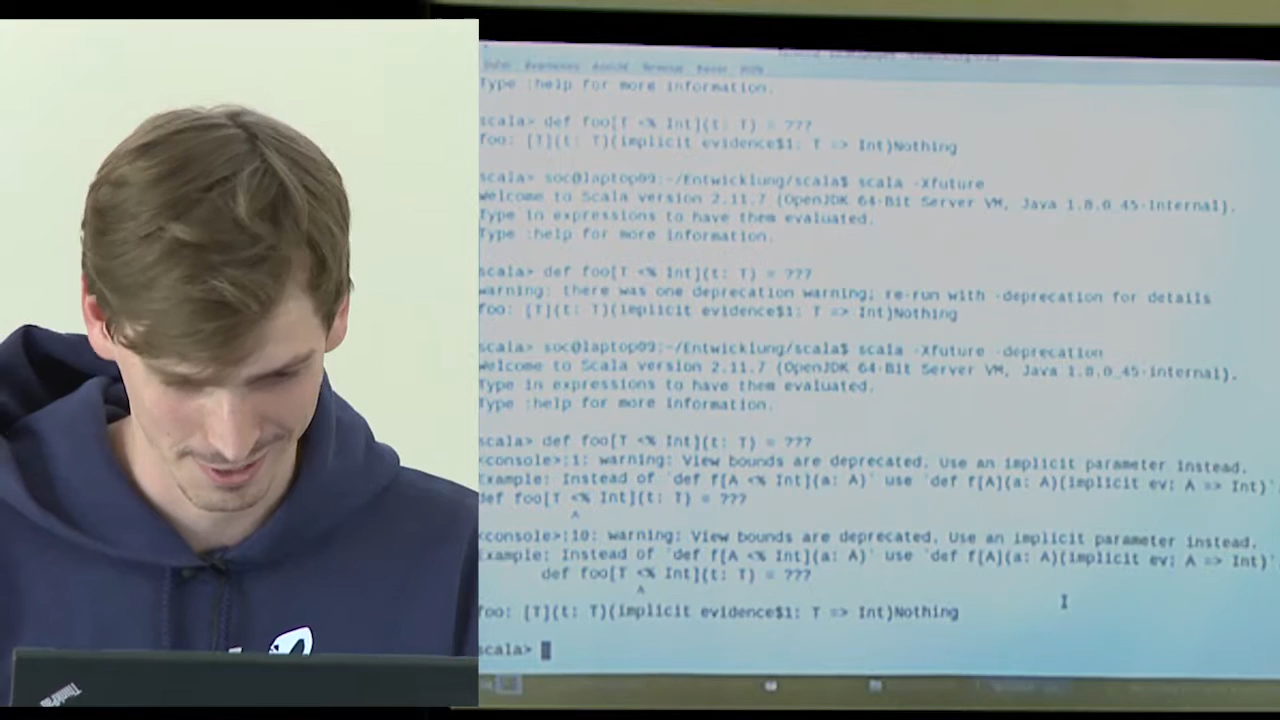 Type :help for more information.
scala> def foo[T <% Int](t: T) = ???
foo: [T](t: T)(implicit evidence$1: T => Int)Nothing
scala> soc@laptop09:~/Entwicklung/scala$ scala -Xfuture
Welcome to Scala version 2.11.7 (OpenJDK 64-Bit Server VM, Java 1.8.0_45-internal).
Type in expressions to have them evaluated.
Type :help for more information.
scala> def foo[T <% Int](t: T) = ???
warning: there was one deprecation warning; re-run with -deprecation for details
foo: [T](t: T)(implicit evidence$1: T => Int)Nothing
scala> soc@laptop09:~/Entwicklung/scala$ scala -Xfuture -deprecation
Welcome to Scala version 2.11.7 (OpenJDK 64-Bit Server VM, Java 1.8.0_45-internal).
Type in expressions to have them evaluated.
Type :help for more information.
scala> def foo[T <% Int](t: T) = ???
<console>:1: warning: View bounds are deprecated. Use an implicit parameter instead.
Example: Instead of `def f[A <% Int](a: A)` use `def f[A](a: A)(implicit ev: A => Int)`
def foo[T <% Int](t: T) = ???
^
<console>:10: warning: View bounds are deprecated. Use an implicit parameter instead.
Example: Instead of `def f[A <% Int](a: A)` use `def f[A](a: A)(implicit ev: A => Int)`
def foo[T <% Int](t: T) = ???
^
foo: [T](t: T)(implicit evidence$1: T => Int)Nothing
scala>
ThinkPad